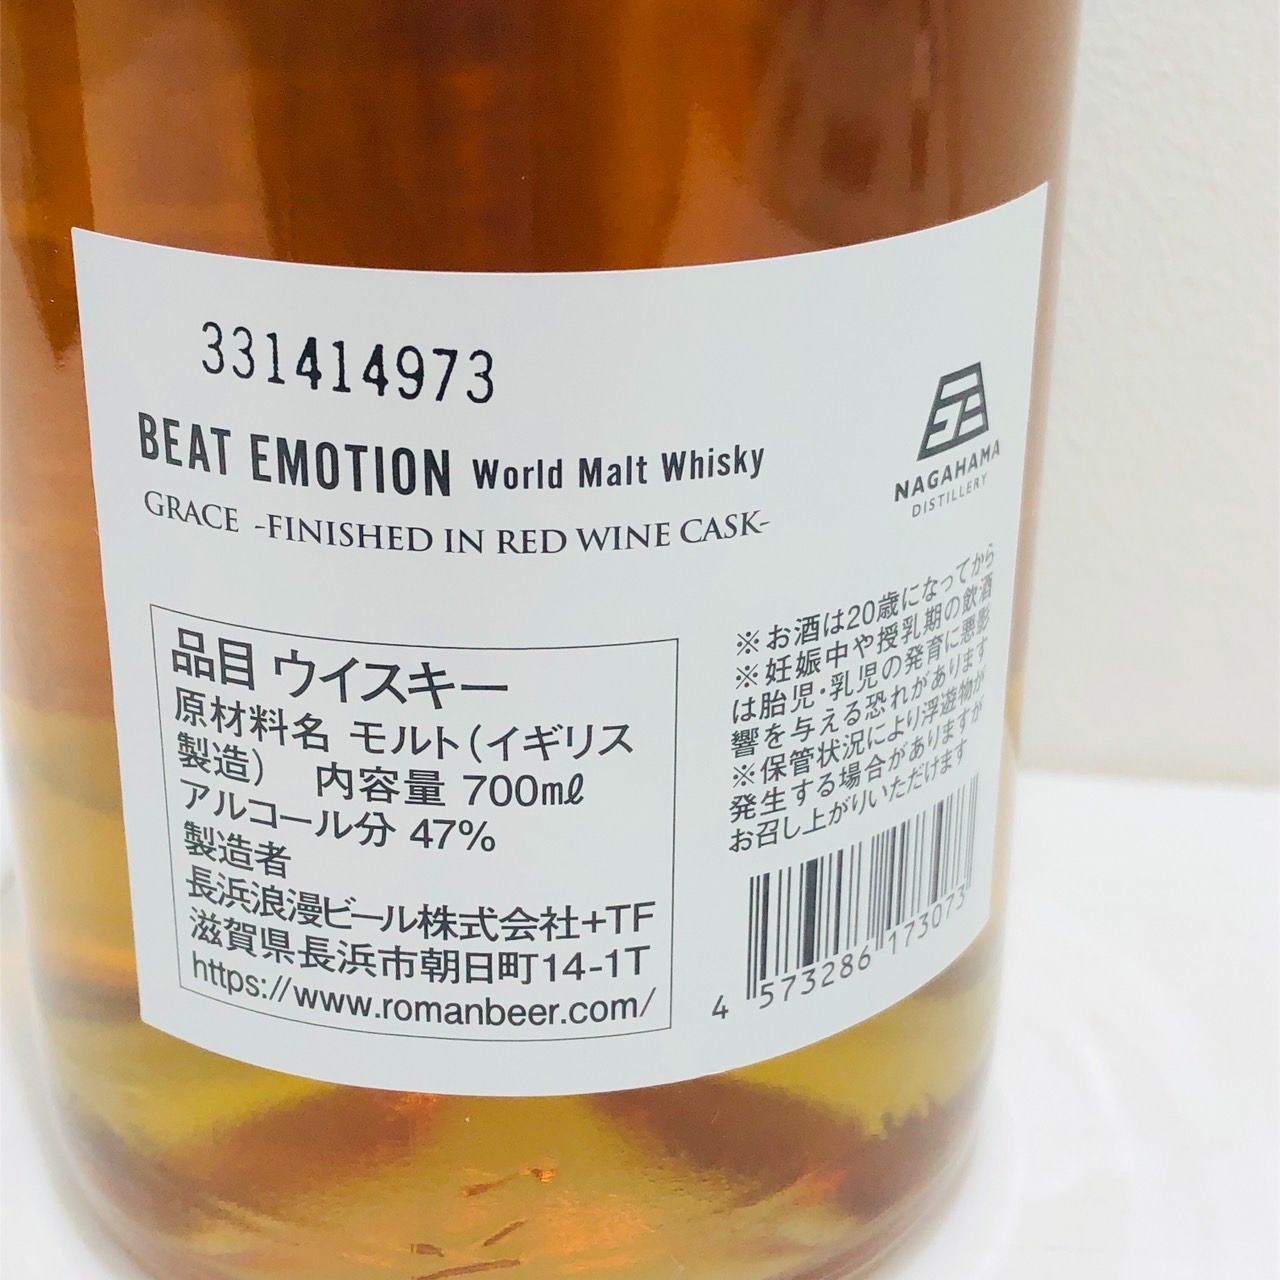 331414973
BEAT EMOTION World Malt Whisky
GRACE -FINISHED IN RED WINE CASK-
NAGAHAMA
DISTILLERY
品目 ウイスキー
原材料名 モルト(イギリス
製造) 内容量 700mℓ
アルコール分 47%
製造者
長浜浪漫ビール株式会社+TF
滋賀県長浜市朝日町14-1T
https://www.romanbeer.com/
※お酒は20歳になってから
※妊娠中や授乳期の飲酒
は胎児・乳児の発育に悪影
響を与える恐れがあります
※保管状況により浮遊物が
発生する場合がありますが
お召し上がりいただけます
4 573286 173073